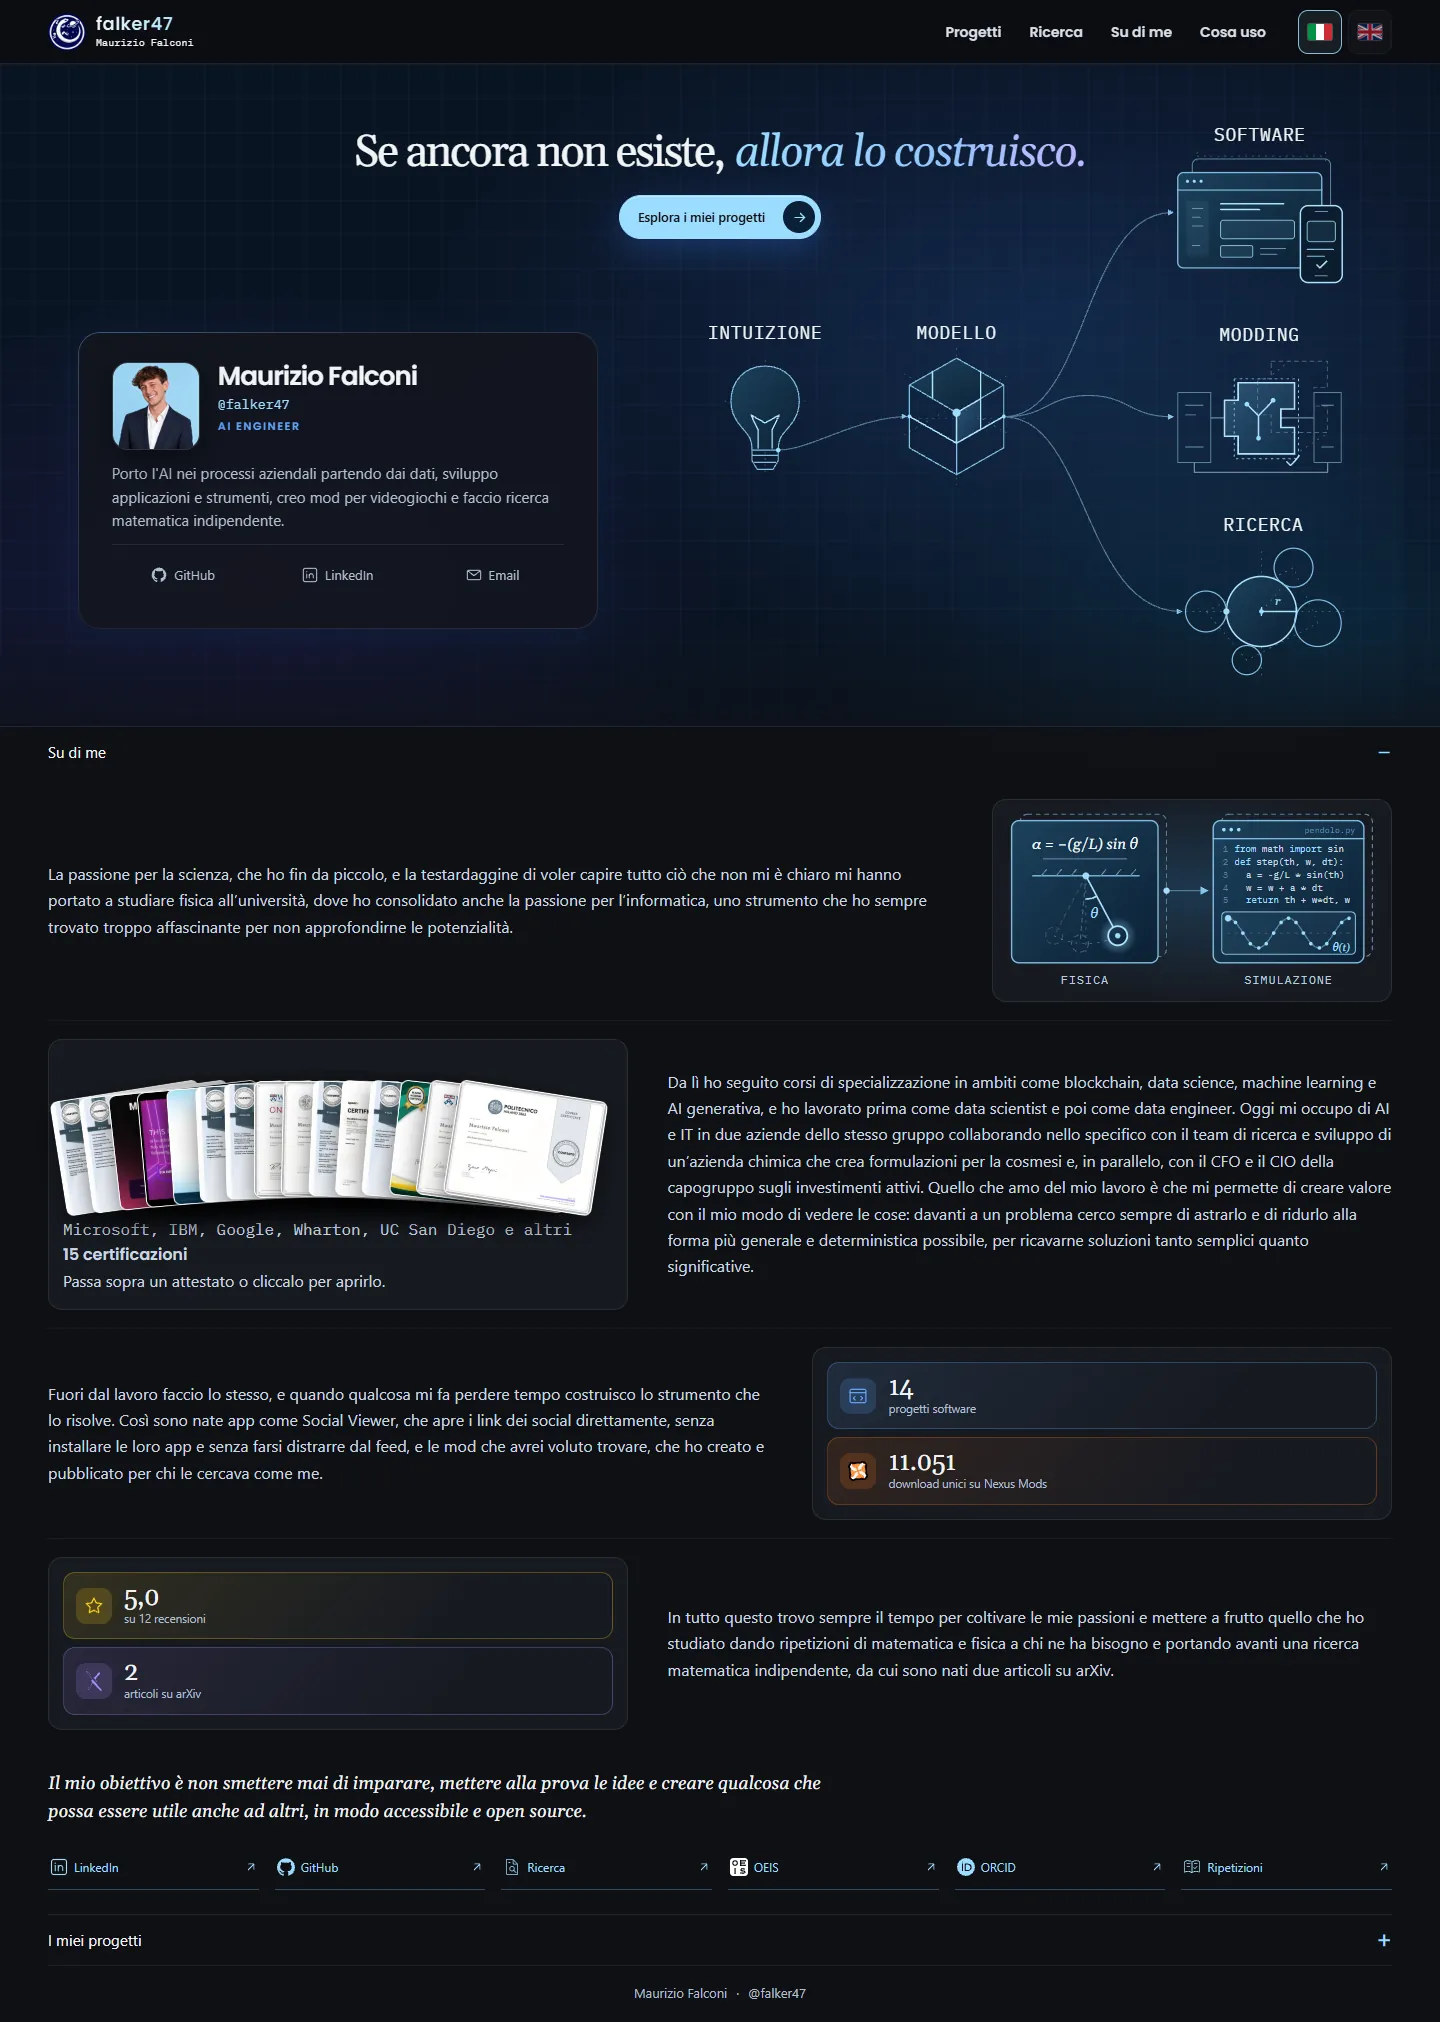 falker47
Maurizio Falconi
Progetti
Ricerca
Su di me
Cosa uso
Se ancora non esiste, allora lo costruisco.
Esplora i miei progetti
SOFTWARE
INTUIZIONE
MODELLO
MODDING
RICERCA
r
Maurizio Falconi
@falker47
AI ENGINEER
Porto l'AI nei processi aziendali partendo dai dati, sviluppo
applicazioni e strumenti, creo mod per videogiochi e faccio ricerca
matematica indipendente.
GitHub
LinkedIn
Email
Su di me
La passione per la scienza, che ho fin da piccolo, e la testardaggine di voler capire tutto ciò che non mi è chiaro mi hanno
portato a studiare fisica all’università, dove ho consolidato anche la passione per l’informatica, uno strumento che ho sempre
trovato troppo affascinante per non approfondirne le potenzialità.
a = −(g/L) sin θ
θ
FISICA
pendolo.py
1 from math import sin
2 def step(th, w, dt):
3 a = -g/L * sin(th)
4 w = w + a * dt
5 return th + w*dt, w
θ(t)
SIMULAZIONE
POLITECNICO
Maurizio Falconi
Microsoft, IBM, Google, Wharton, UC San Diego e altri
15 certificazioni
Passa sopra un attestato o cliccalo per aprirlo.
Da lì ho seguito corsi di specializzazione in ambiti come blockchain, data science, machine learning e
AI generativa, e ho lavorato prima come data scientist e poi come data engineer. Oggi mi occupo di AI
e IT in due aziende dello stesso gruppo collaborando nello specifico con il team di ricerca e sviluppo di
un’azienda chimica che crea formulazioni per la cosmesi e, in parallelo, con il CFO e il CIO della
capogruppo sugli investimenti attivi. Quello che amo del mio lavoro è che mi permette di creare valore
con il mio modo di vedere le cose: davanti a un problema cerco sempre di astrarlo e di ridurlo alla
forma più generale e deterministica possibile, per ricavarne soluzioni tanto semplici quanto
significative.
Fuori dal lavoro faccio lo stesso, e quando qualcosa mi fa perdere tempo costruisco lo strumento che
lo risolve. Così sono nate app come Social Viewer, che apre i link dei social direttamente, senza
installare le loro app e senza farsi distrarre dal feed, e le mod che avrei voluto trovare, che ho creato e
pubblicato per chi le cercava come me.
14
progetti software
11.051
download unici su Nexus Mods
5,0
su 12 recensioni
2
articoli su arXiv
In tutto questo trovo sempre il tempo per coltivare le mie passioni e mettere a frutto quello che ho
studiato dando ripetizioni di matematica e fisica a chi ne ha bisogno e portando avanti una ricerca
matematica indipendente, da cui sono nati due articoli su arXiv.
Il mio obiettivo è non smettere mai di imparare, mettere alla prova le idee e creare qualcosa che
possa essere utile anche ad altri, in modo accessibile e open source.
LinkedIn
GitHub
Ricerca
OEIS
OEIS
iD
ORCID
Ripetizioni
I miei progetti
Maurizio Falconi · @falker47